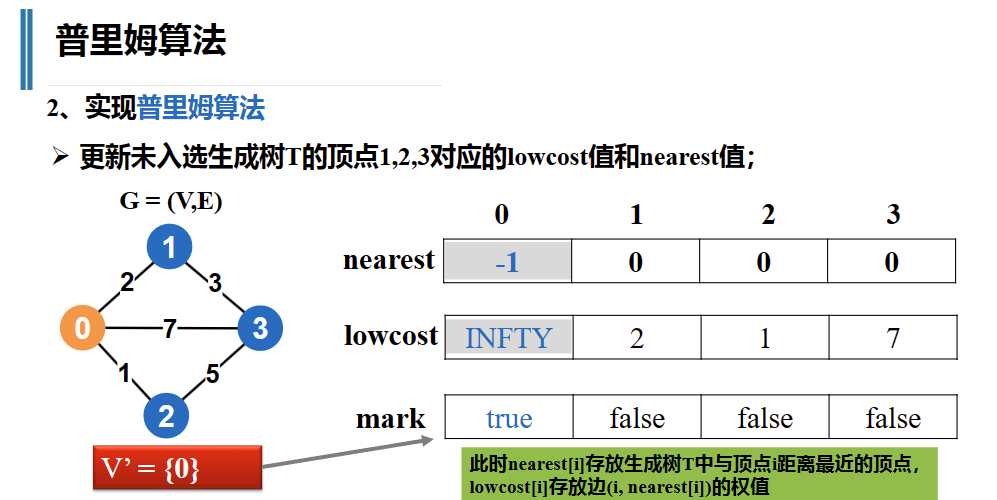 普里姆算法
2、实现普里姆算法
➢ 更新未入选生成树T的顶点1,2,3对应的lowcost值和nearest值；
G = (V,E)
1
2
3
0
7
3
1
5
2
V’ = {0}
0 1 2 3
nearest -1 0 0 0
lowcost INFTY 2 1 7
mark true false false false
此时nearest[i]存放生成树T中与顶点i距离最近的顶点，
lowcost[i]存放边(i, nearest[i])的权值